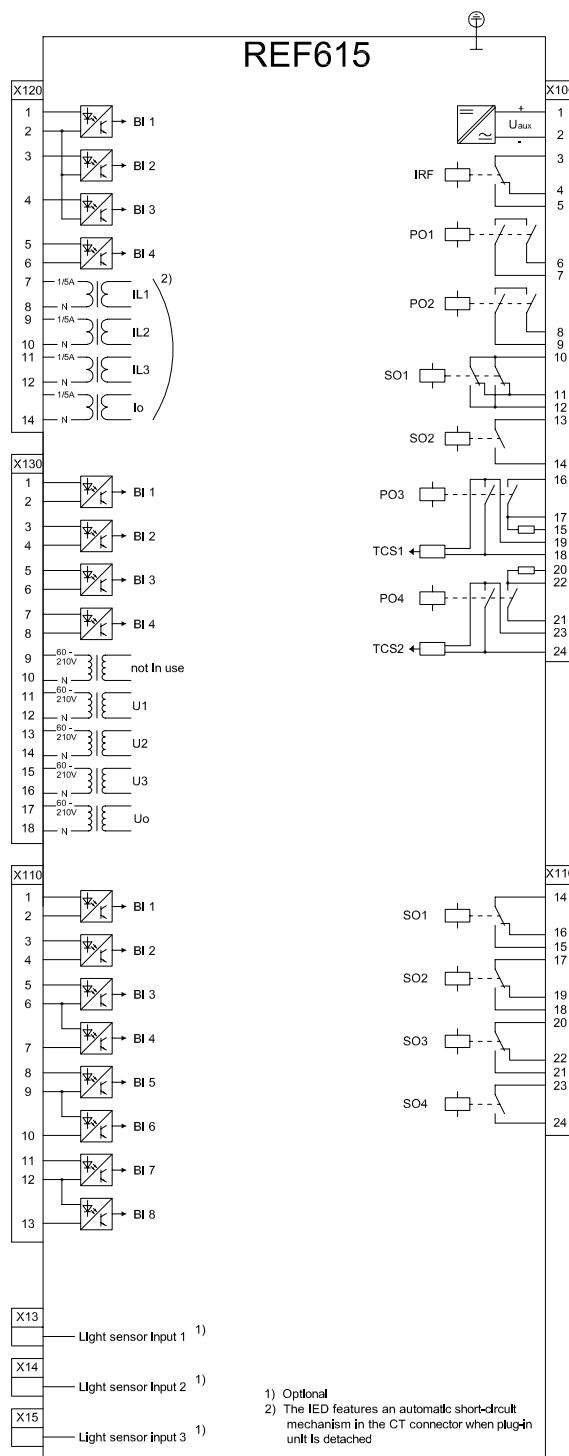 REF615
X120
1
2
BI 1
3
BI 2
4
BI 3
5
6
BI 4
7
1/5A
2)
8
N
IL1
9
1/5A
10
N
IL2
11
1/5A
12
N
IL3
1/5A
14
N
Io
X130
1
2
BI 1
3
4
BI 2
5
6
BI 3
7
8
BI 4
9
60 -
210V
10
N
not in use
11
60 -
210V
12
N
U1
13
60 -
210V
14
N
U2
15
60 -
210V
16
N
U3
17
60 -
210V
18
N
Uo
X110
1
2
BI 1
3
4
BI 2
5
6
BI 3
7
BI 4
8
9
BI 5
10
BI 6
11
12
BI 7
13
BI 8
X13
Light sensor input 1 1)
X14
Light sensor input 2 1)
X15
Light sensor input 3 1)
X10
+
Uaux
-
1
2
IRF
3
4
5
PO1
6
7
PO2
8
9
SO1
10
11
12
SO2
13
14
PO3
16
17
15
19
18
TCS1
20
22
PO4
21
23
TCS2
24
X11
SO1
14
16
15
SO2
17
19
18
SO3
20
22
21
SO4
23
24
1) Optional
2) The IED features an automatic short-circuit
mechanism in the CT connector when plug-in
unit is detached